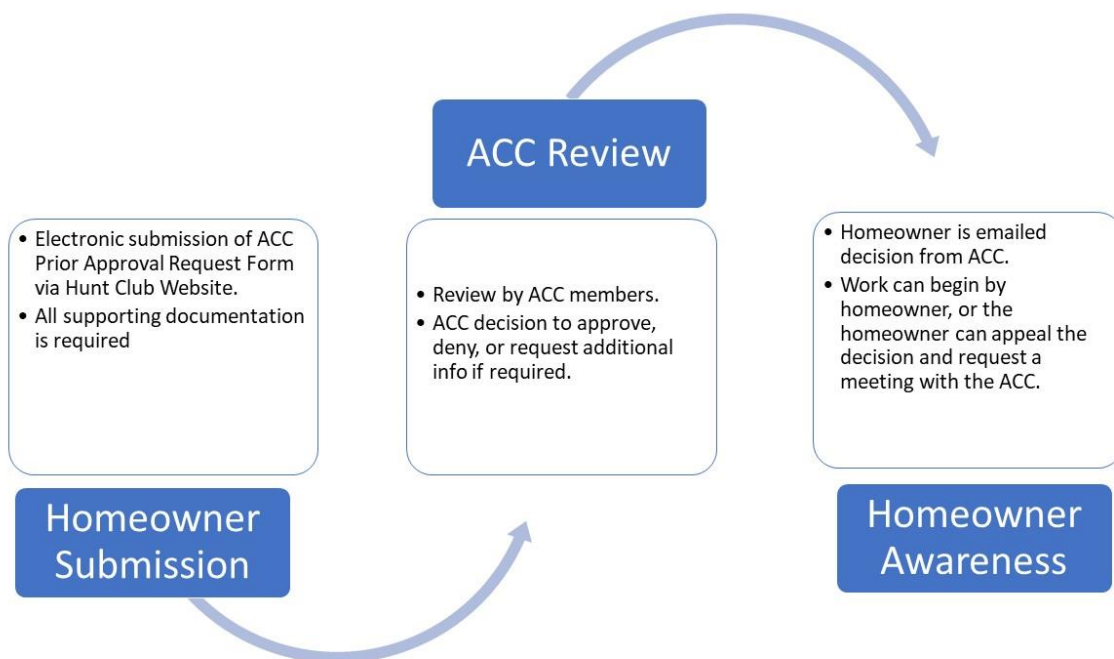 Homeowner
Submission
• Electronic submission of ACC
Prior Approval Request Form
via Hunt Club Website.
• All supporting documentation
is required
ACC Review
• Review by ACC members.
• ACC decision to approve,
deny, or request additional
info if required.
Homeowner
Awareness
• Homeowner is emailed
decision from ACC.
• Work can begin by
homeowner, or the
homeowner can appeal the
decision and request a
meeting with the ACC.